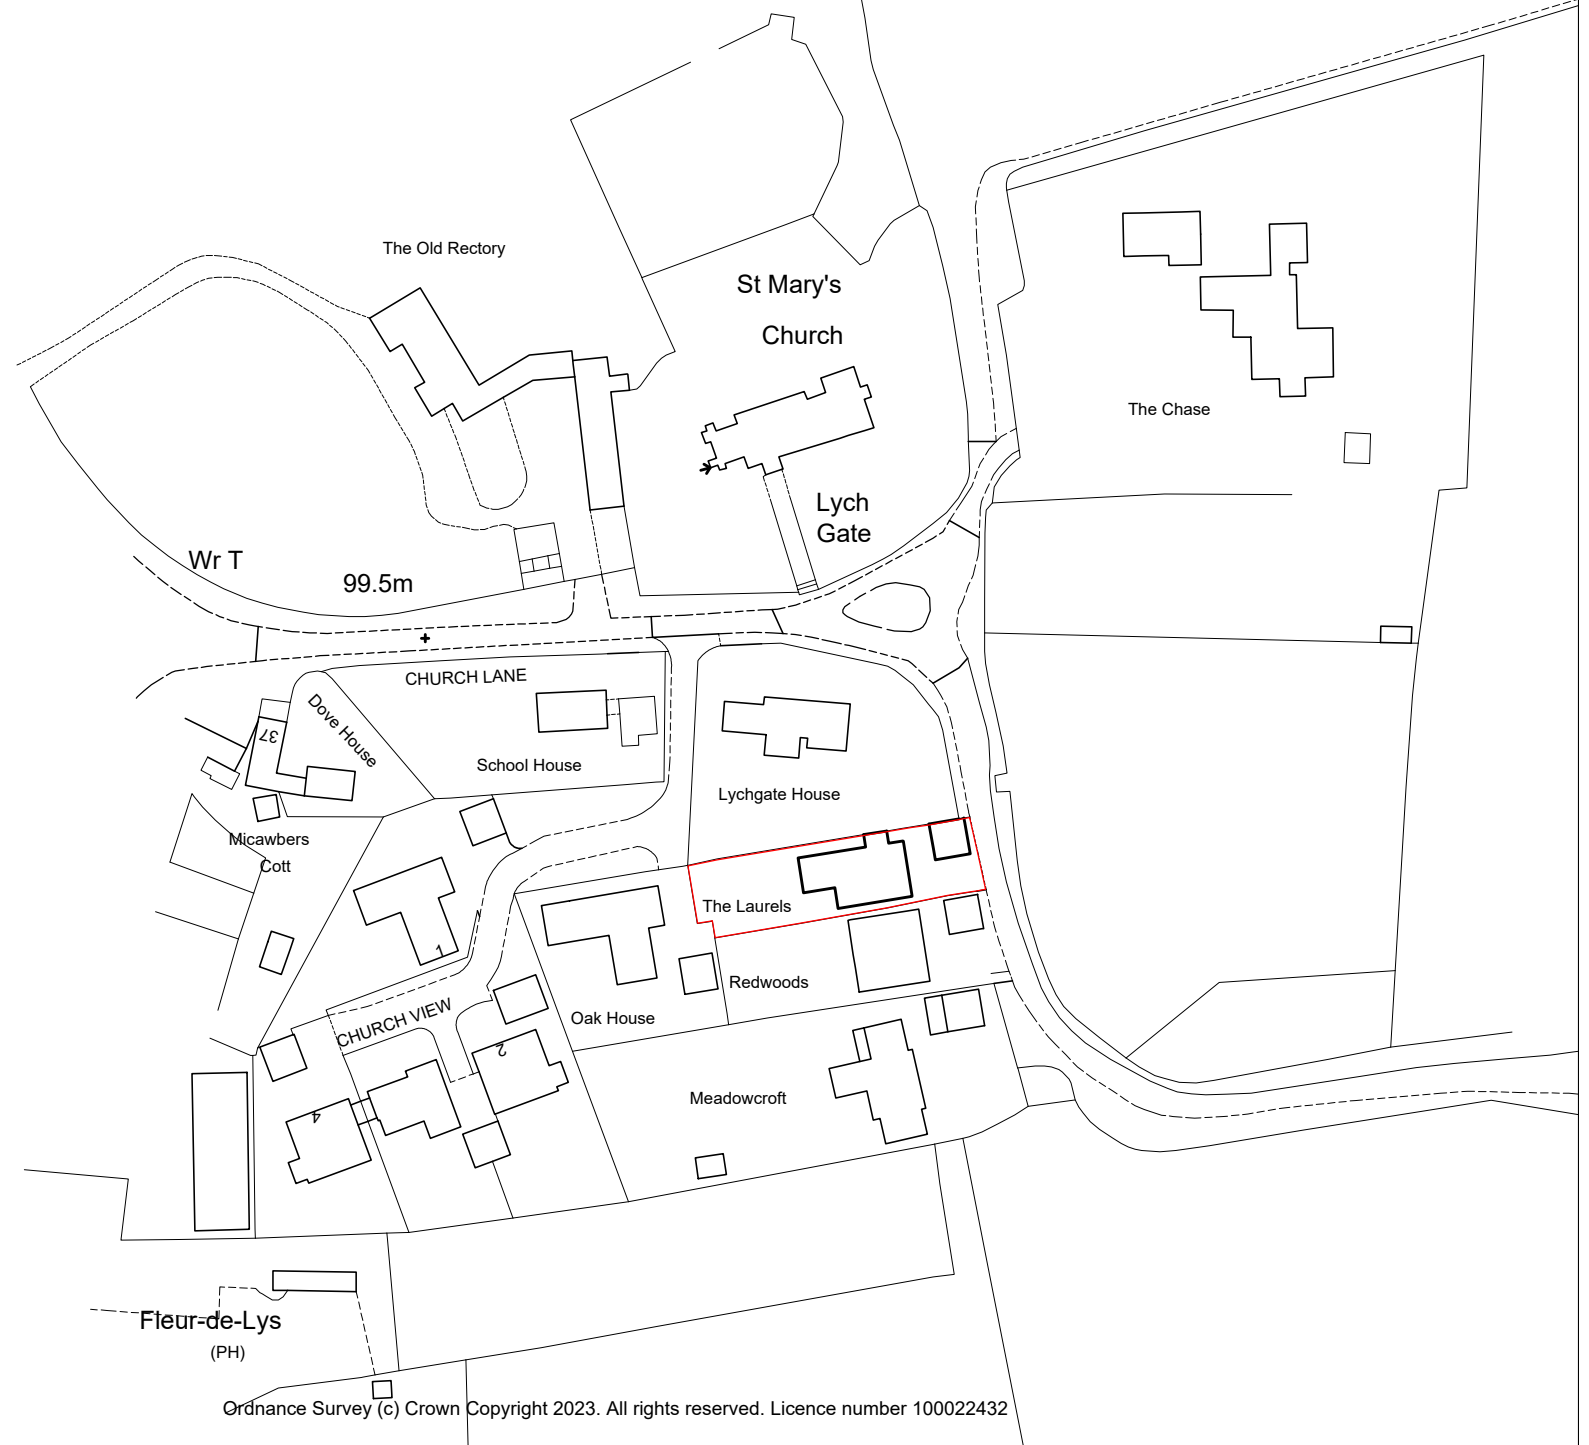 The Old Rectory
St Mary's
Church
The Chase
Lych
Gate
Wr T
99.5m
CHURCH LANE
Dove House
37
School House
Lychgate House
Micawbers
Cott
The Laurels
1
Redwoods
CHURCH VIEW
Oak House
2
Meadowcroft
4
Fleur-de-Lys
(PH)
Ordnance Survey (c) Crown Copyright 2023. All rights reserved. Licence number 100022432